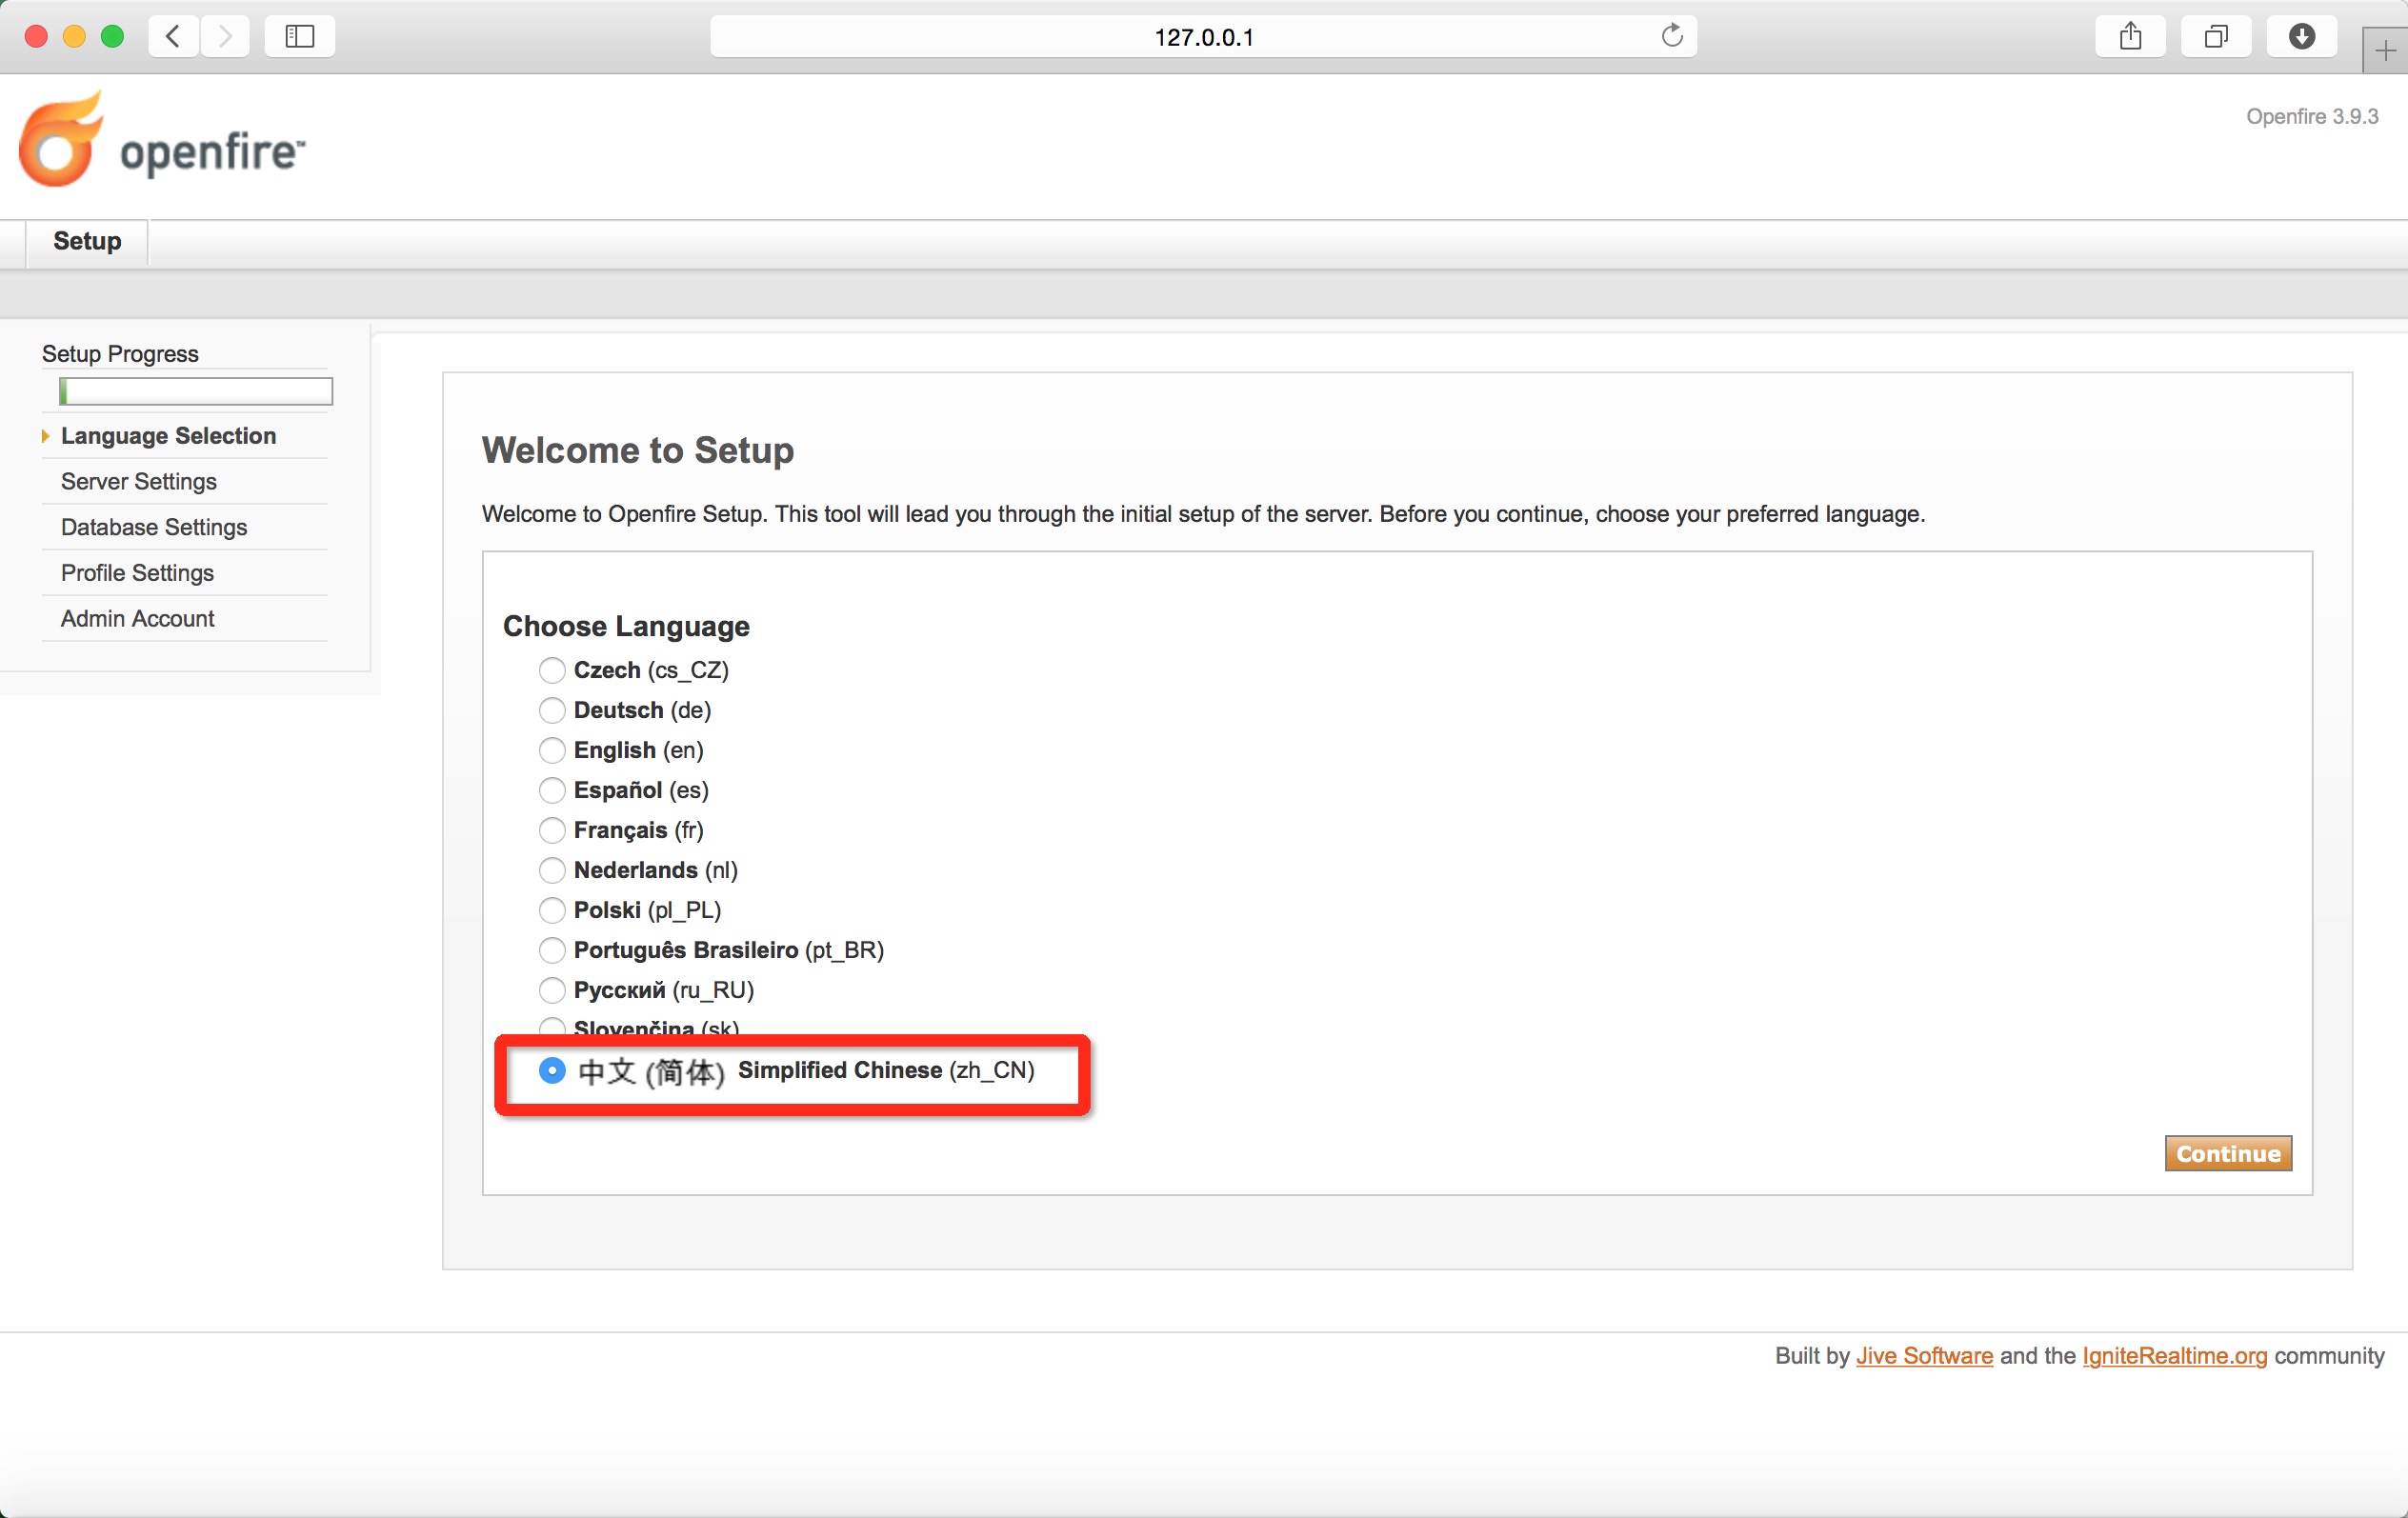 127.0.0.1
openfire™
Openfire 3.9.3
Setup
Setup Progress
Language Selection
Server Settings
Database Settings
Profile Settings
Admin Account
Welcome to Setup
Welcome to Openfire Setup. This tool will lead you through the initial setup of the server. Before you continue, choose your preferred language.
Choose Language
Czech (cs_CZ)
Deutsch (de)
English (en)
Español (es)
Français (fr)
Nederlands (nl)
Polski (pl_PL)
Português Brasileiro (pt_BR)
Русский (ru_RU)
Slovenčina (sk)
中文 (简体) Simplified Chinese (zh_CN)
Continue
Built by Jive Software and the IgniteRealtime.org community